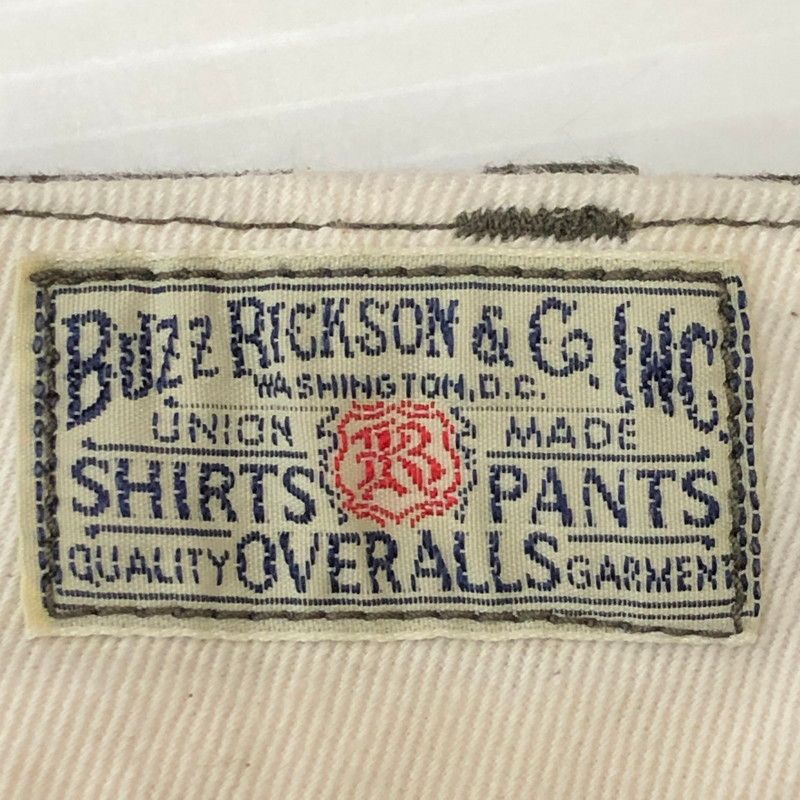 BUZZ RICKSON & CO. INC.
WASHINGTON, D.C.
UNION MADE
SHIRTS PANTS
QUALITY OVERALLS GARMENT